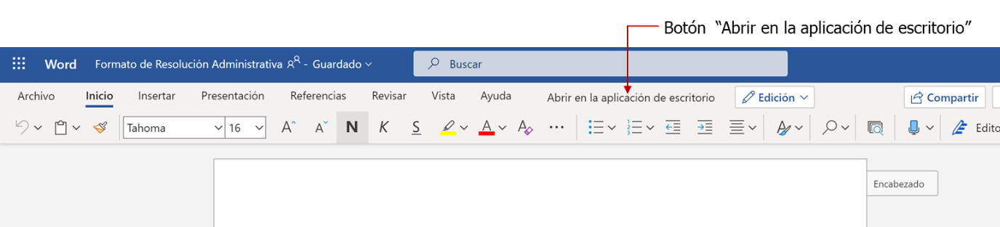 Botón “Abrir en la aplicación de escritorio”
Word Formato de Resolución Administrativa - Guardado Buscar
Archivo Inicio Insertar Presentación Referencias Revisar Vista Ayuda Abrir en la aplicación de escritorio Edición Compartir
Tahoma 16 A A N K S A A Edito
Encabezado